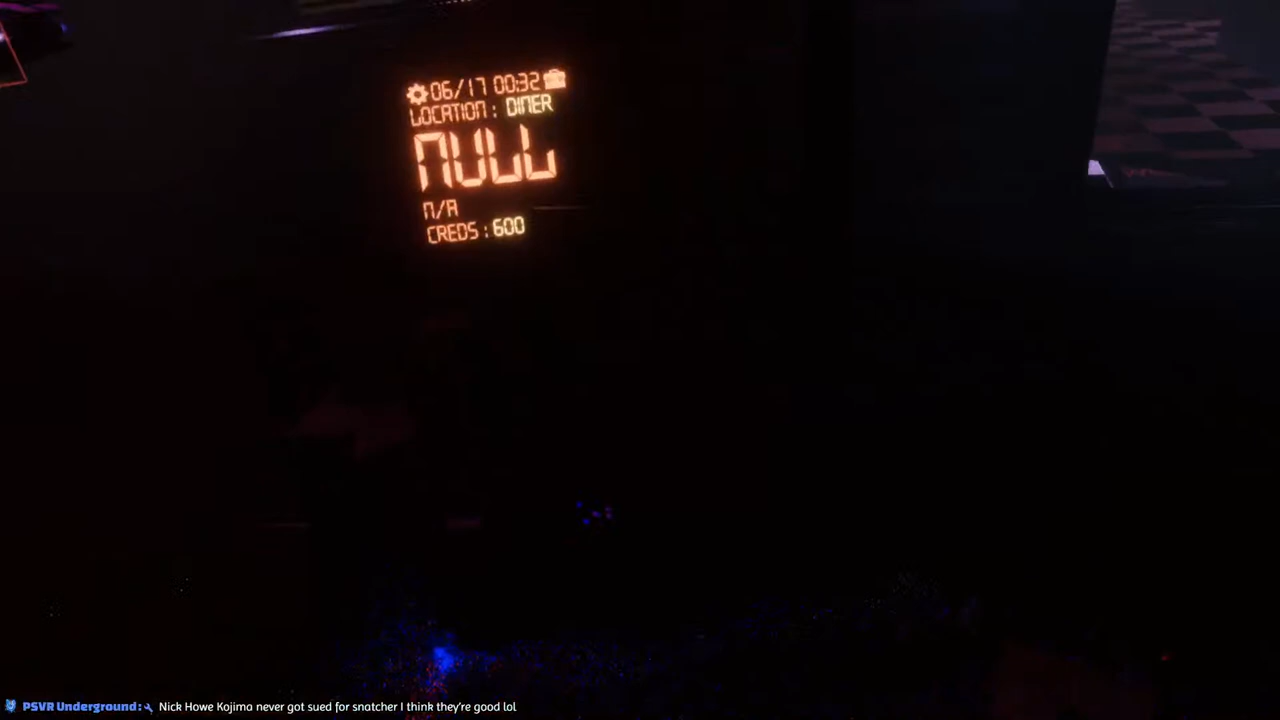 06/17 00:32
LOCATION : DINER
NULL
N/A
CREDS : 600
PSVR Underground: Nick Howe Kojima never got sued for snatcher I think they're good lol